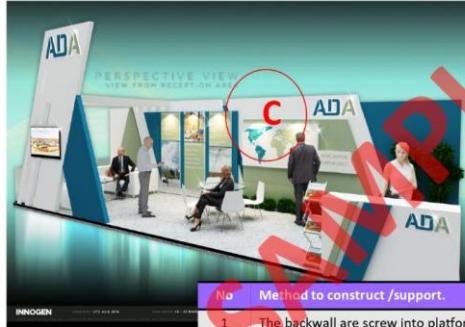 ADA
PERSPECTIVE VIEW
VIEW FROM RECEPTION AREA
C
ADA
ADA
SAMPL
INNOGEN
No Method to construct /support.
1 The backwall are screw into platfor